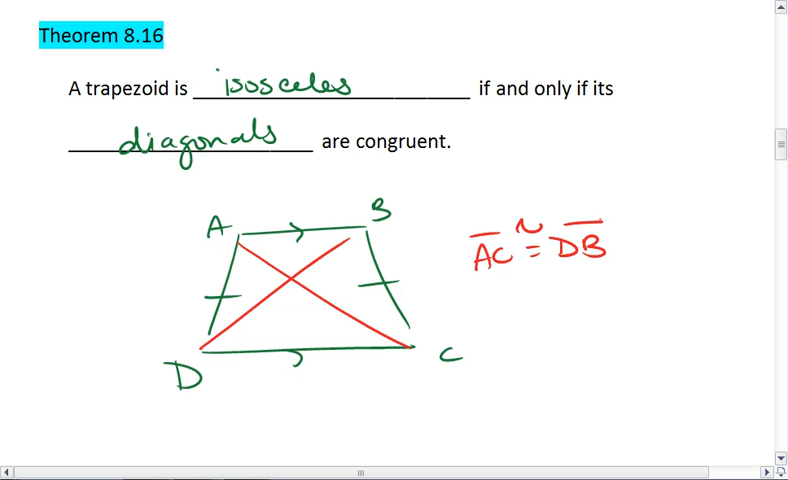 Theorem 8.16
A trapezoid is isosceles if and only if its
diagonals are congruent.
A B
AC ≅ DB
D C